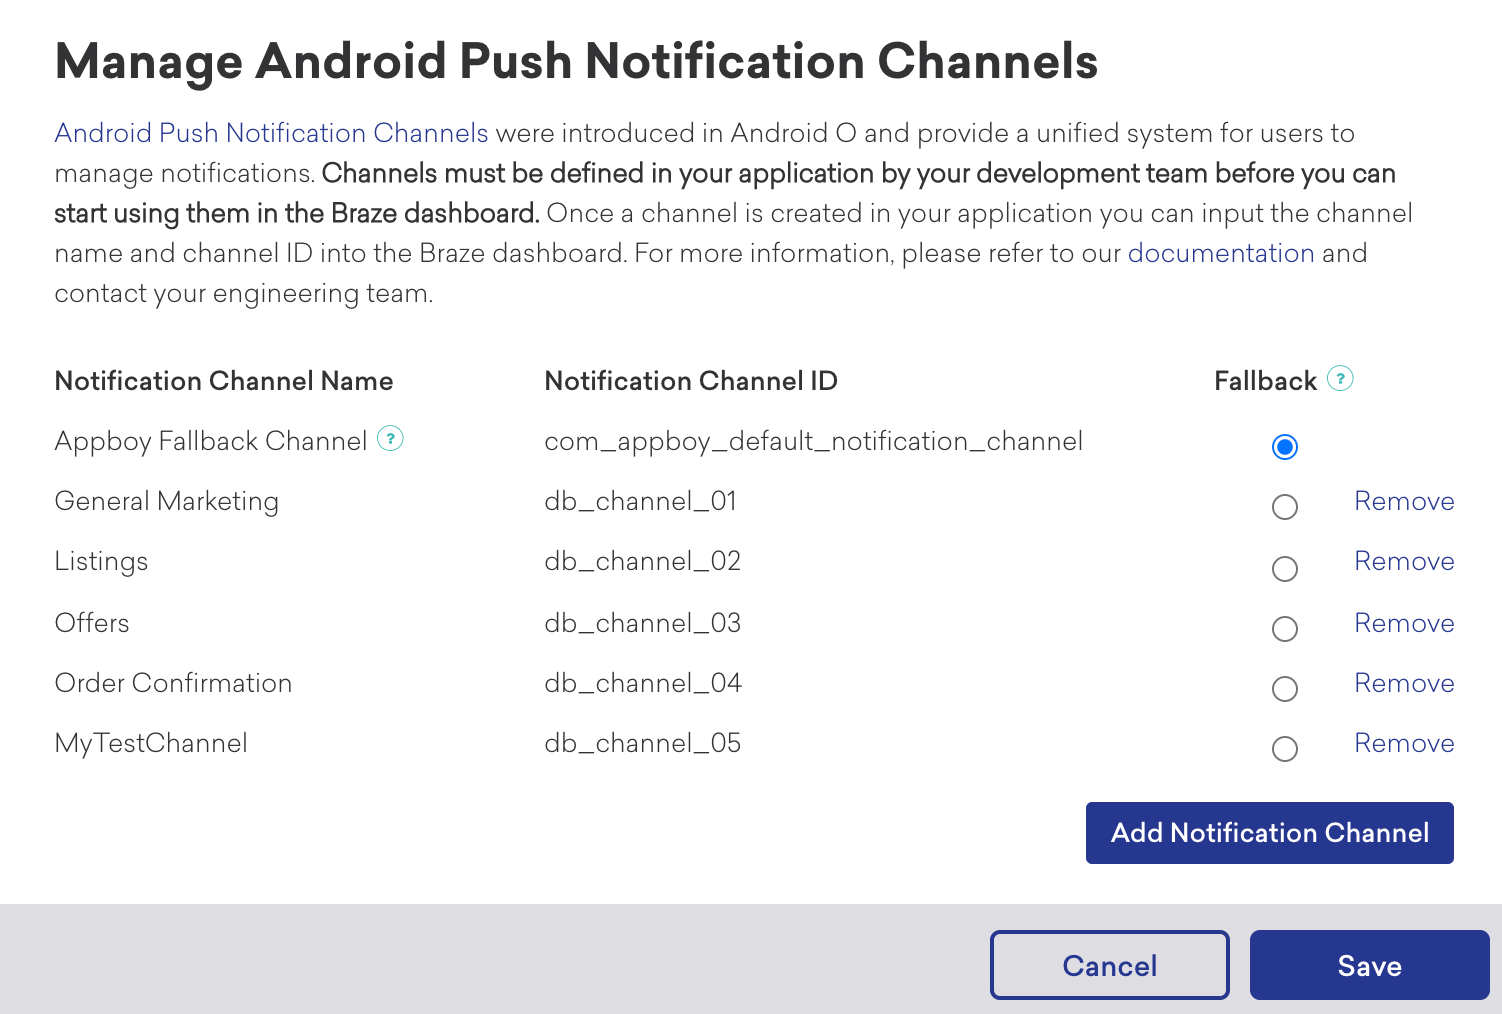 Manage Android Push Notification Channels
Android Push Notification Channels were introduced in Android O and provide a unified system for users to
manage notifications. Channels must be defined in your application by your development team before you can
start using them in the Braze dashboard. Once a channel is created in your application you can input the channel
name and channel ID into the Braze dashboard. For more information, please refer to our documentation and
contact your engineering team.
Notification Channel Name Notification Channel ID Fallback ?
Appboy Fallback Channel ? com_appboy_default_notification_channel
General Marketing db_channel_01 Remove
Listings db_channel_02 Remove
Offers db_channel_03 Remove
Order Confirmation db_channel_04 Remove
MyTestChannel db_channel_05 Remove
Add Notification Channel
Cancel Save